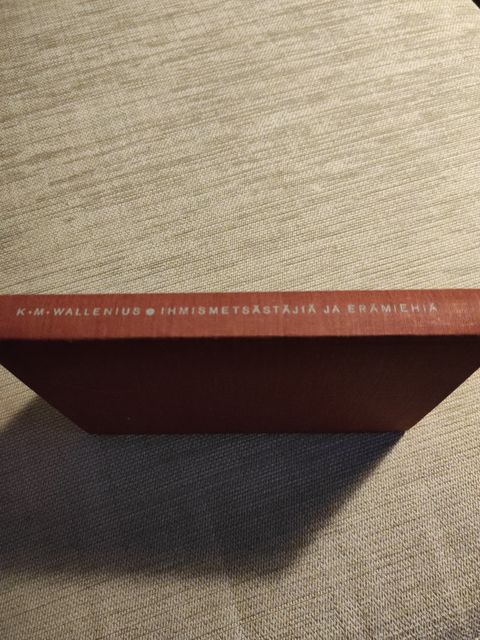 K·M·WALLENIUS ● IHMISMETSÄSTÄJIÄ JA ERÄMIEHIÄ